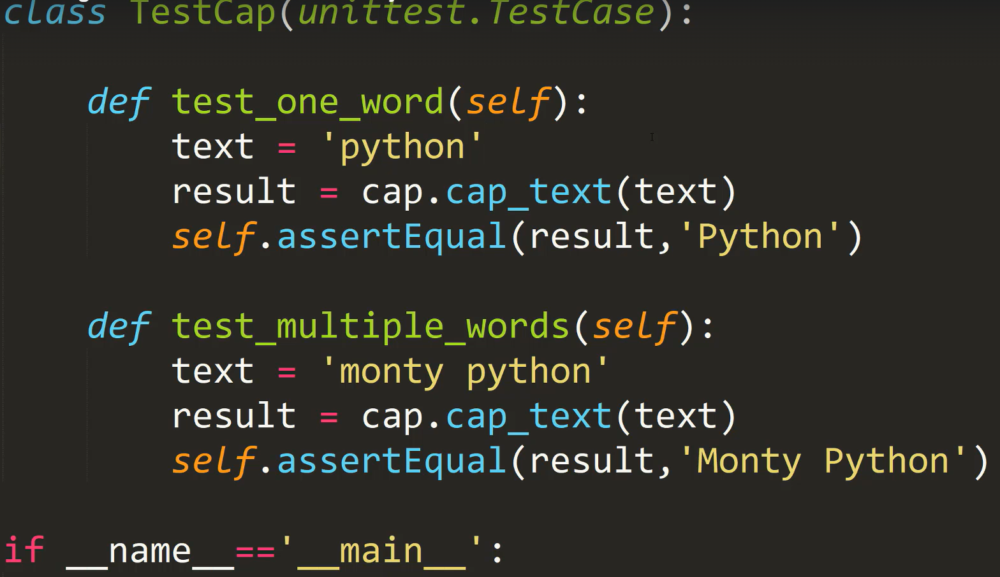 class TestCap(unittest.TestCase):
def test_one_word(self):
text = 'python'
result = cap.cap_text(text)
self.assertEqual(result,'Python')
def test_multiple_words(self):
text = 'monty python'
result = cap.cap_text(text)
self.assertEqual(result,'Monty Python')
if __name__=='__main__':